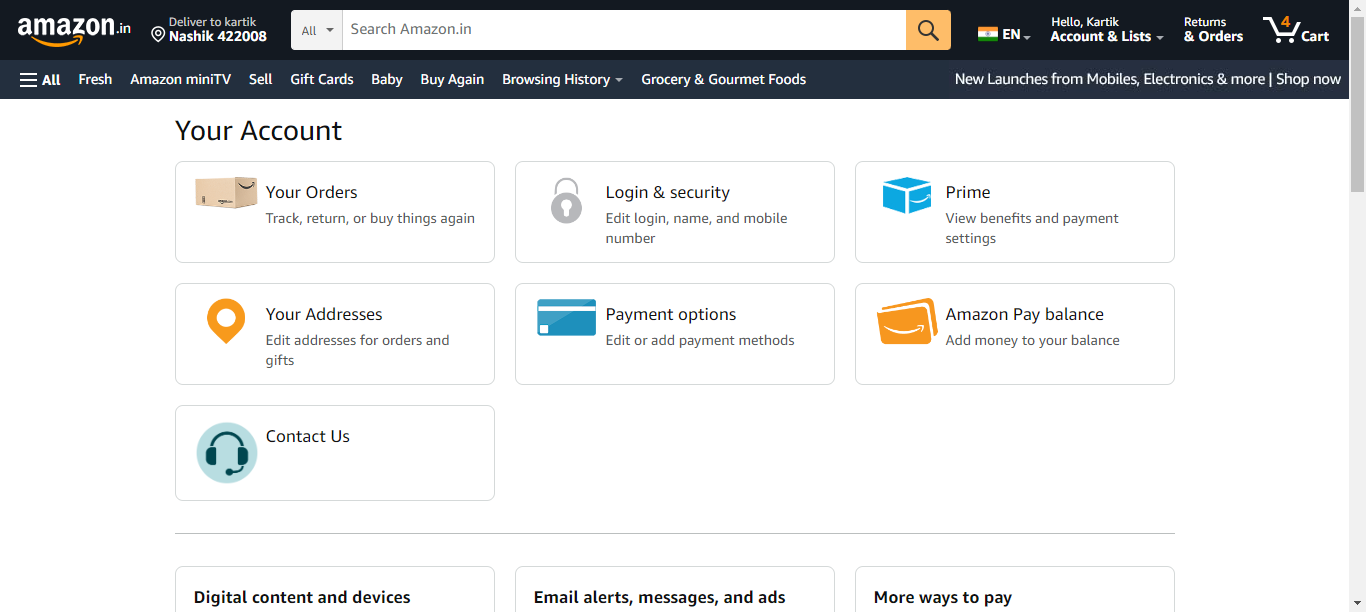 amazon.in
Deliver to kartik
Nashik 422008
All
Search Amazon.in
EN
Hello, Kartik
Account & Lists
Returns
& Orders
4
Cart
All
Fresh
Amazon miniTV
Sell
Gift Cards
Baby
Buy Again
Browsing History
Grocery & Gourmet Foods
New Launches from Mobiles, Electronics & more | Shop now
Your Account
Your Orders
Track, return, or buy things again
Login & security
Edit login, name, and mobile
number
Prime
View benefits and payment
settings
Your Addresses
Edit addresses for orders and
gifts
Payment options
Edit or add payment methods
Amazon Pay balance
Add money to your balance
Contact Us
Digital content and devices
Email alerts, messages, and ads
More ways to pay